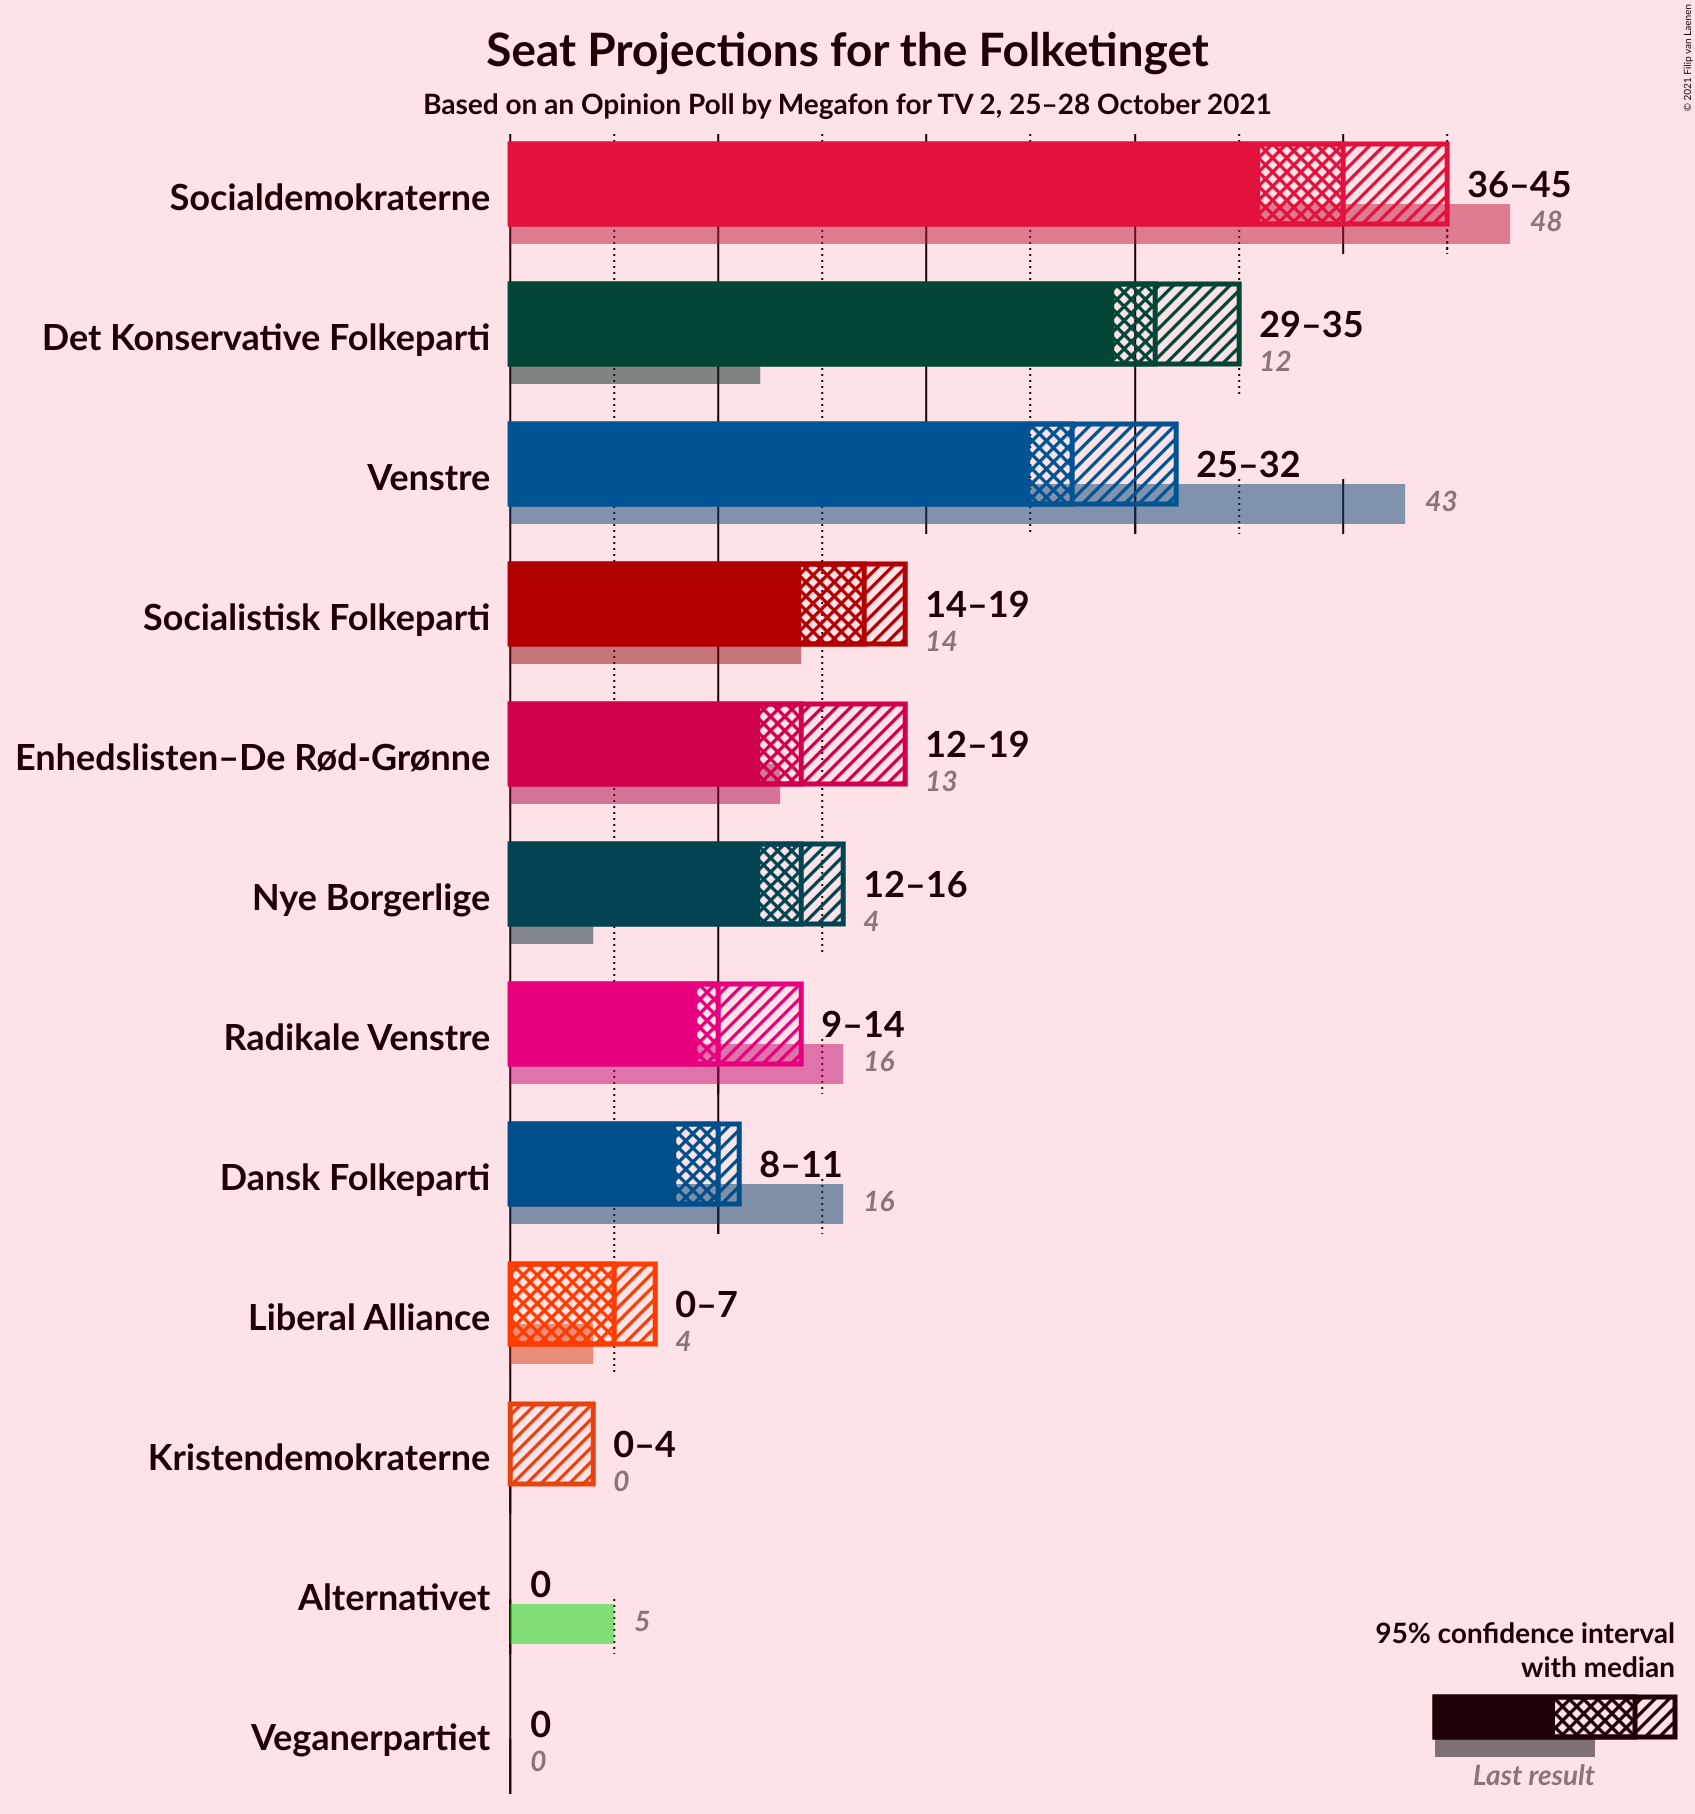 Seat Projections for the Folketinget
Based on an Opinion Poll by Megafon for TV 2, 25–28 October 2021
© 2021 Filip van Laenen
Socialdemokraterne
36–45
48
Det Konservative Folkeparti
29–35
12
Venstre
25–32
43
Socialistisk Folkeparti
14–19
14
Enhedslisten–De Rød-Grønne
12–19
13
Nye Borgerlige
12–16
4
Radikale Venstre
9–14
16
Dansk Folkeparti
8–11
16
Liberal Alliance
0–7
4
Kristendemokraterne
0–4
0
Alternativet
0
5
Veganerpartiet
0
0
95% confidence interval
with median
Last result